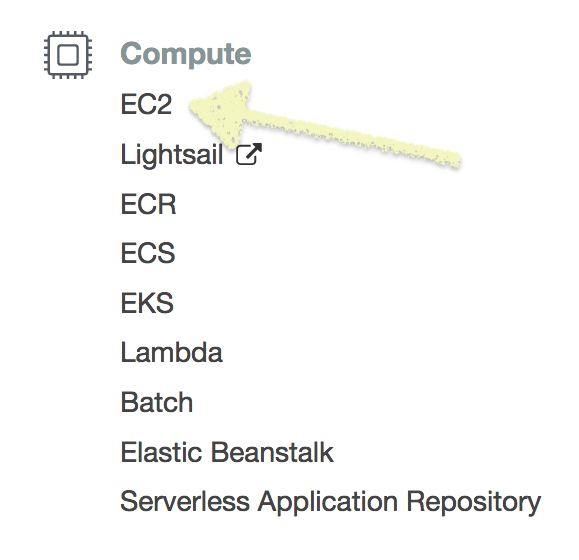 Compute
EC2
Lightsail
ECR
ECS
EKS
Lambda
Batch
Elastic Beanstalk
Serverless Application Repository